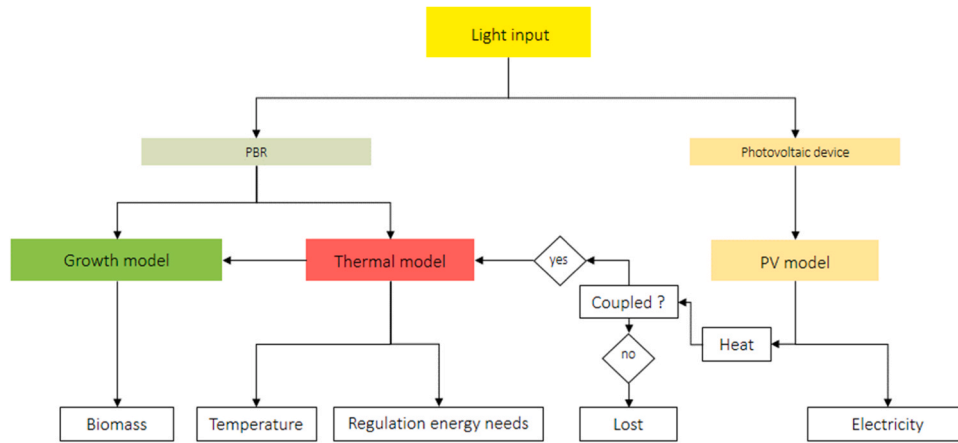 Light input
PBR
Photovoltaic device
Growth model
Thermal model
yes
PV model
Coupled ?
Heat
no
Biomass
Temperature
Regulation energy needs
Lost
Electricity